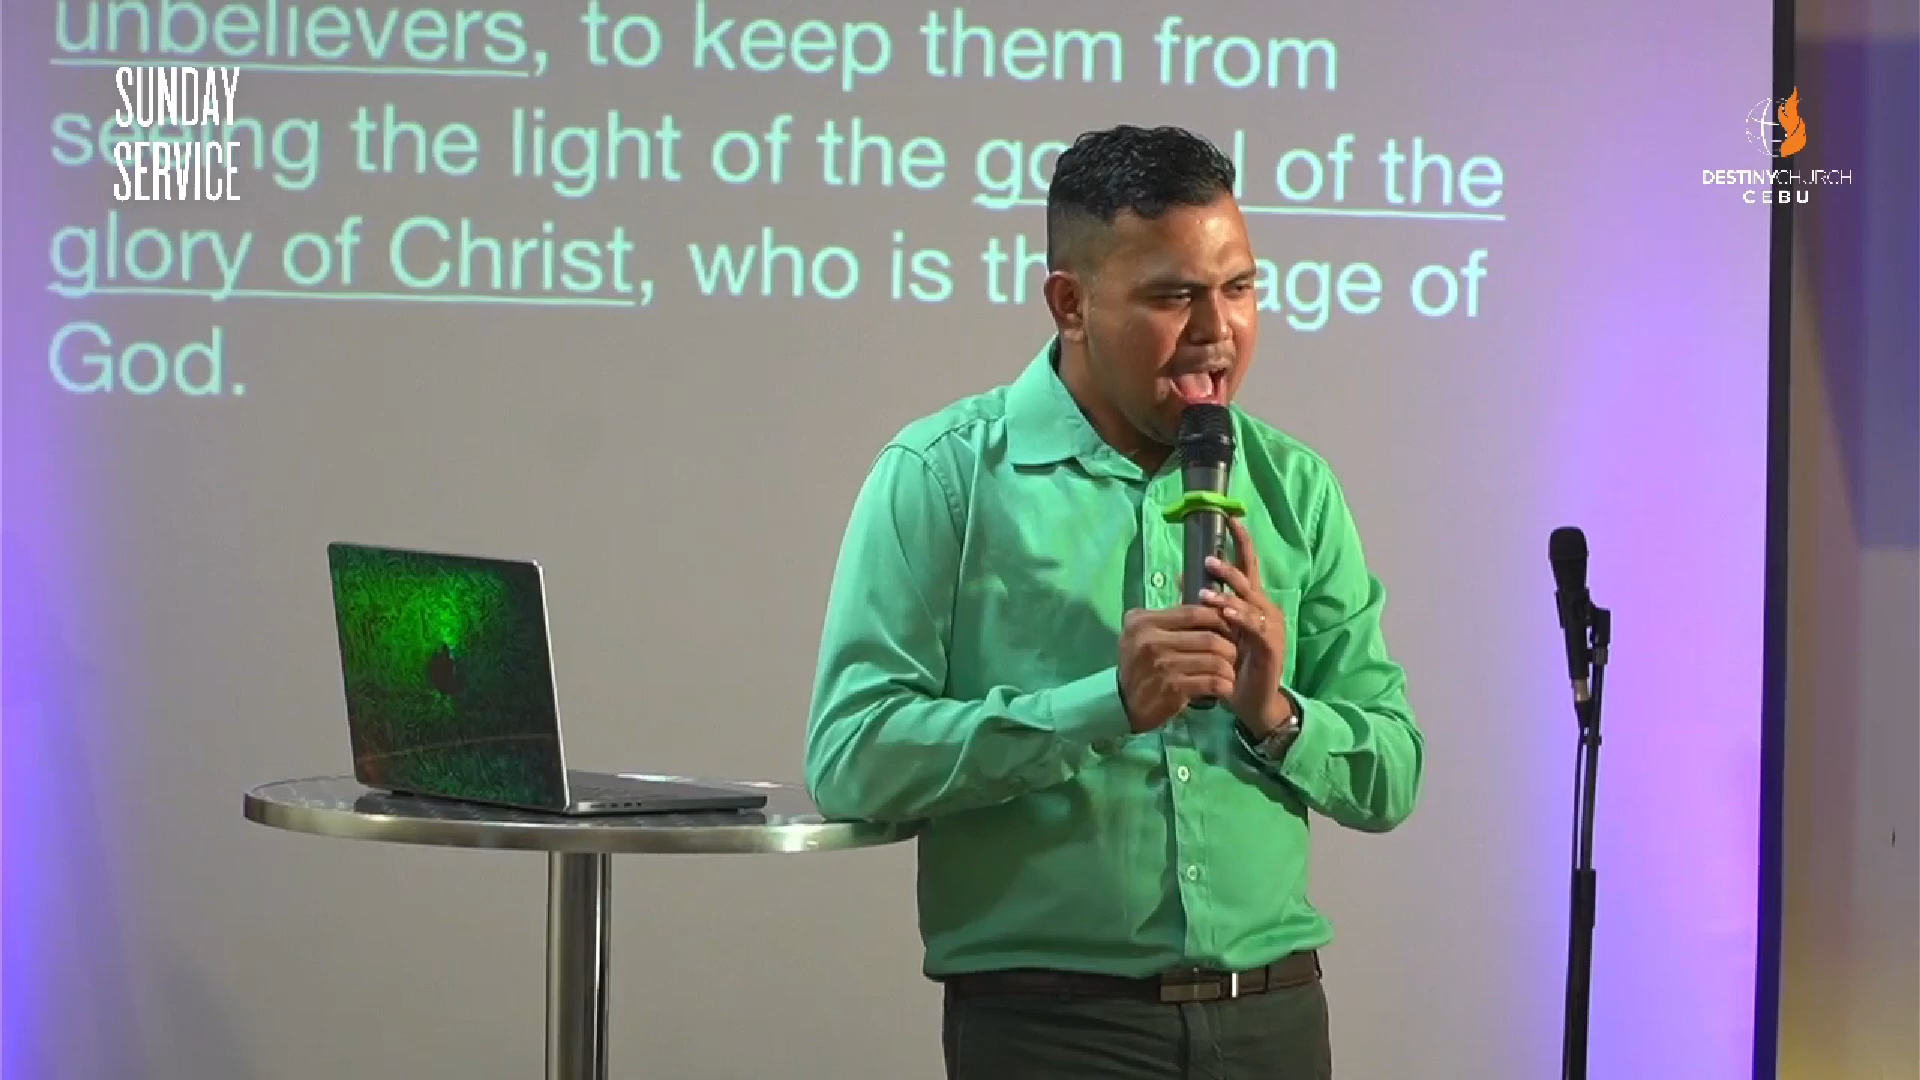 unbelievers, to keep them from
seeing the light of the of the
glory of Christ, who is age of
God.
SUNDAY
SERVICE
DESTINYCHURCH
CEBU